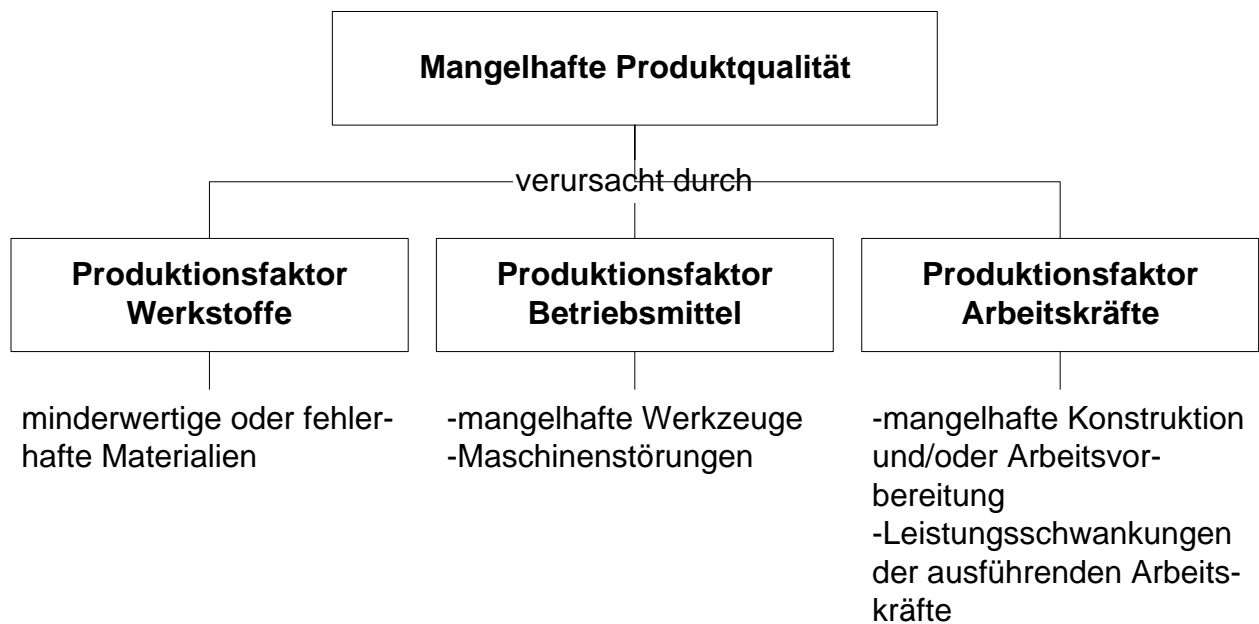 Mangelhafte Produktqualität
verursacht durch
Produktionsfaktor
Werkstoffe
Produktionsfaktor
Betriebsmittel
Produktionsfaktor
Arbeitskräfte
minderwertige oder fehler-
hafte Materialien
-mangelhafte Werkzeuge
-Maschinenstörungen
-mangelhafte Konstruktion
und/oder Arbeitsvor-
bereitung
-Leistungsschwankungen
der ausführenden Arbeits-
kräfte